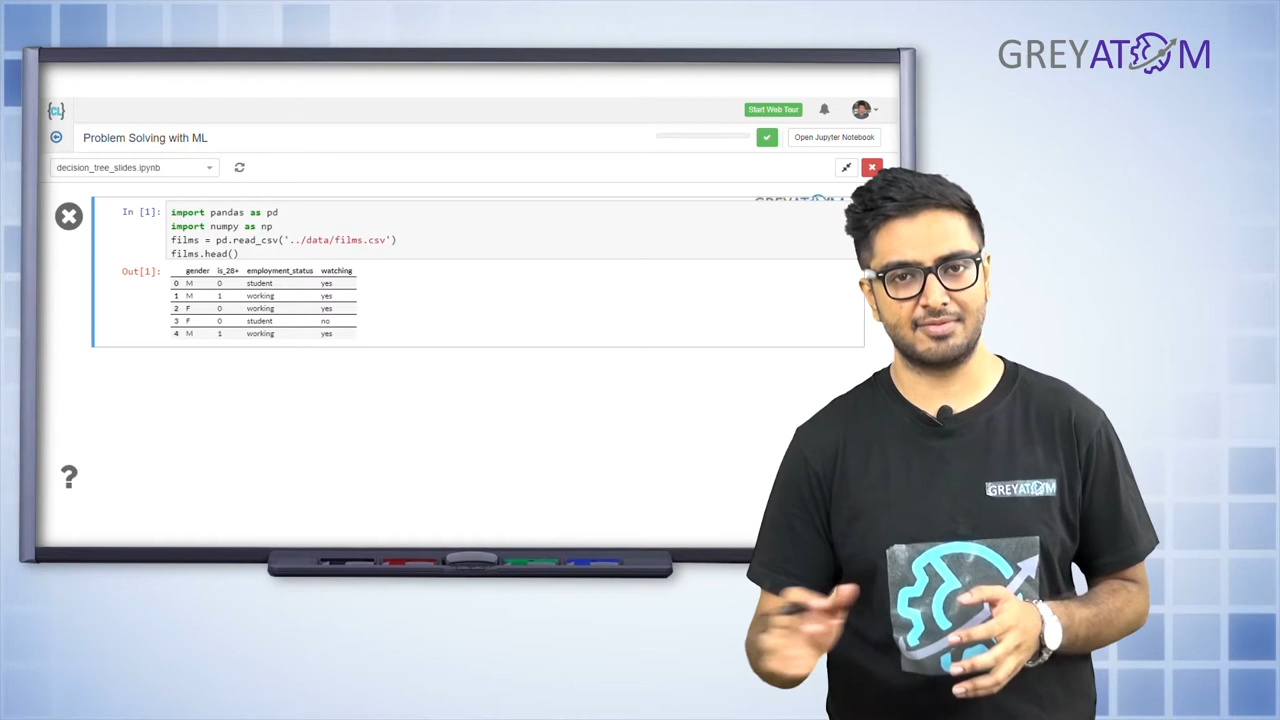 GREYATOM
{CL}
Start Web Tour
Problem Solving with ML
Open Jupyter Notebook
decision_tree_slides.ipynb
In [1]:
import pandas as pd
import numpy as np
films = pd.read_csv('../data/films.csv')
films.head()
Out[1]:
gender is_28+ employment_status watching
0 M 0 student yes
1 M 1 working yes
2 F 0 working yes
3 F 0 student no
4 M 1 working yes
?
GREYATOM